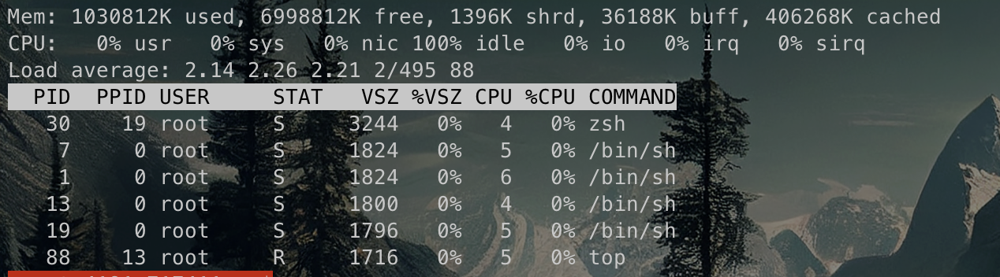 Mem: 1030812K used, 6998812K free, 1396K shrd, 36188K buff, 406268K cached
CPU:   0% usr   0% sys   0% nic 100% idle   0% io   0% irq   0% sirq
Load average: 2.14 2.26 2.21 2/495 88
  PID  PPID USER     STAT   VSZ %VSZ CPU %CPU COMMAND
   30    19 root     S     3244   0%   4   0% zsh
    7     0 root     S     1824   0%   5   0% /bin/sh
    1     0 root     S     1824   0%   6   0% /bin/sh
   13     0 root     S     1800   0%   4   0% /bin/sh
   19     0 root     S     1796   0%   5   0% /bin/sh
   88    13 root     R     1716   0%   5   0% top